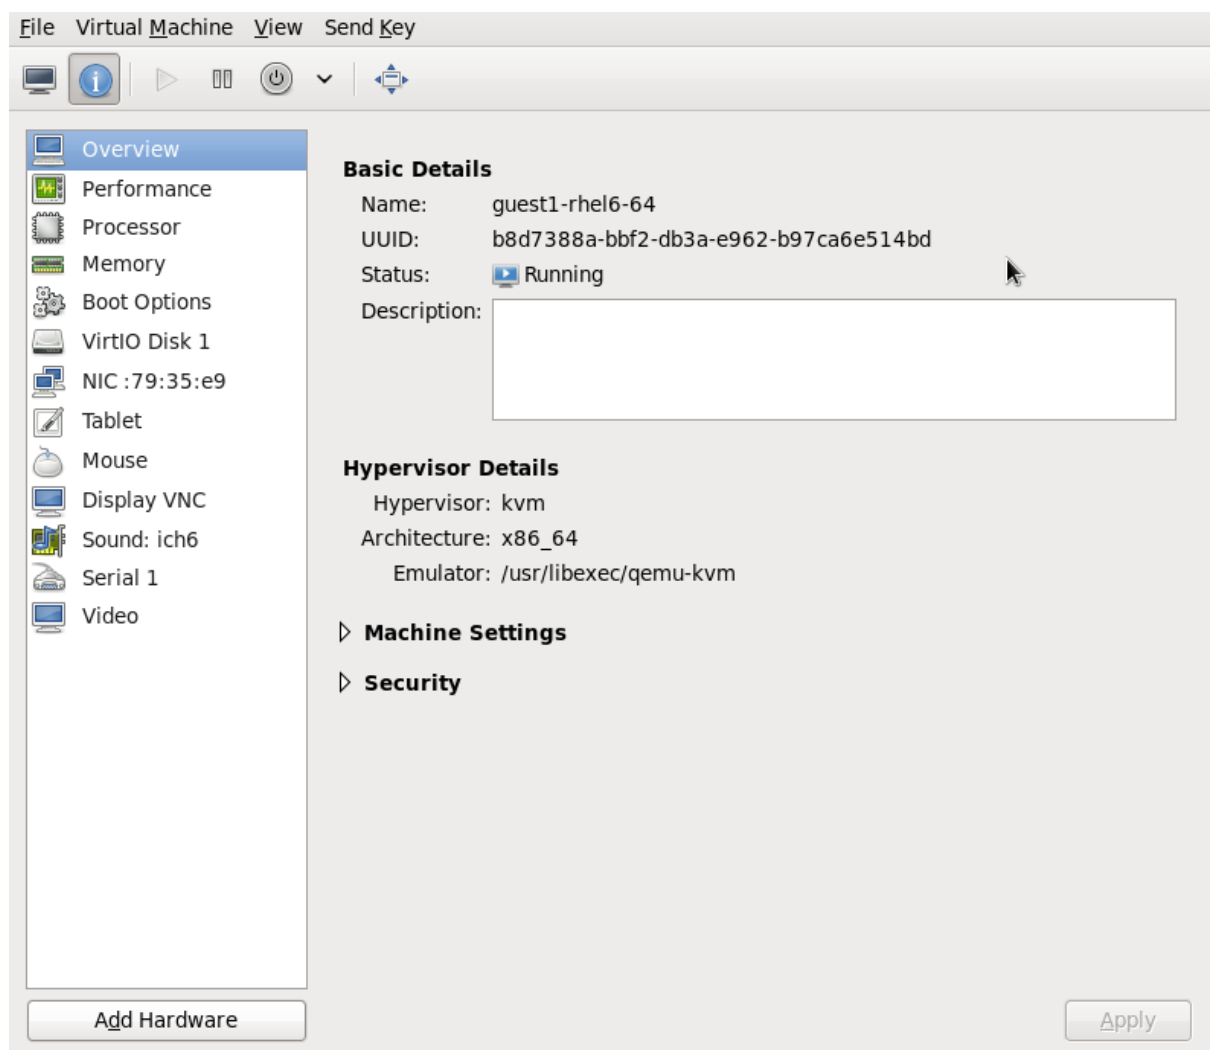 File Virtual Machine View Send Key
Overview
Performance
Processor
Memory
Boot Options
VirtIO Disk 1
NIC :79:35:e9
Tablet
Mouse
Display VNC
Sound: ich6
Serial 1
Video
Add Hardware
Basic Details
Name: guest1-rhel6-64
UUID: b8d7388a-bbf2-db3a-e962-b97ca6e514bd
Status: Running
Description:
Hypervisor Details
Hypervisor: kvm
Architecture: x86_64
Emulator: /usr/libexec/qemu-kvm
Machine Settings
Security
Apply